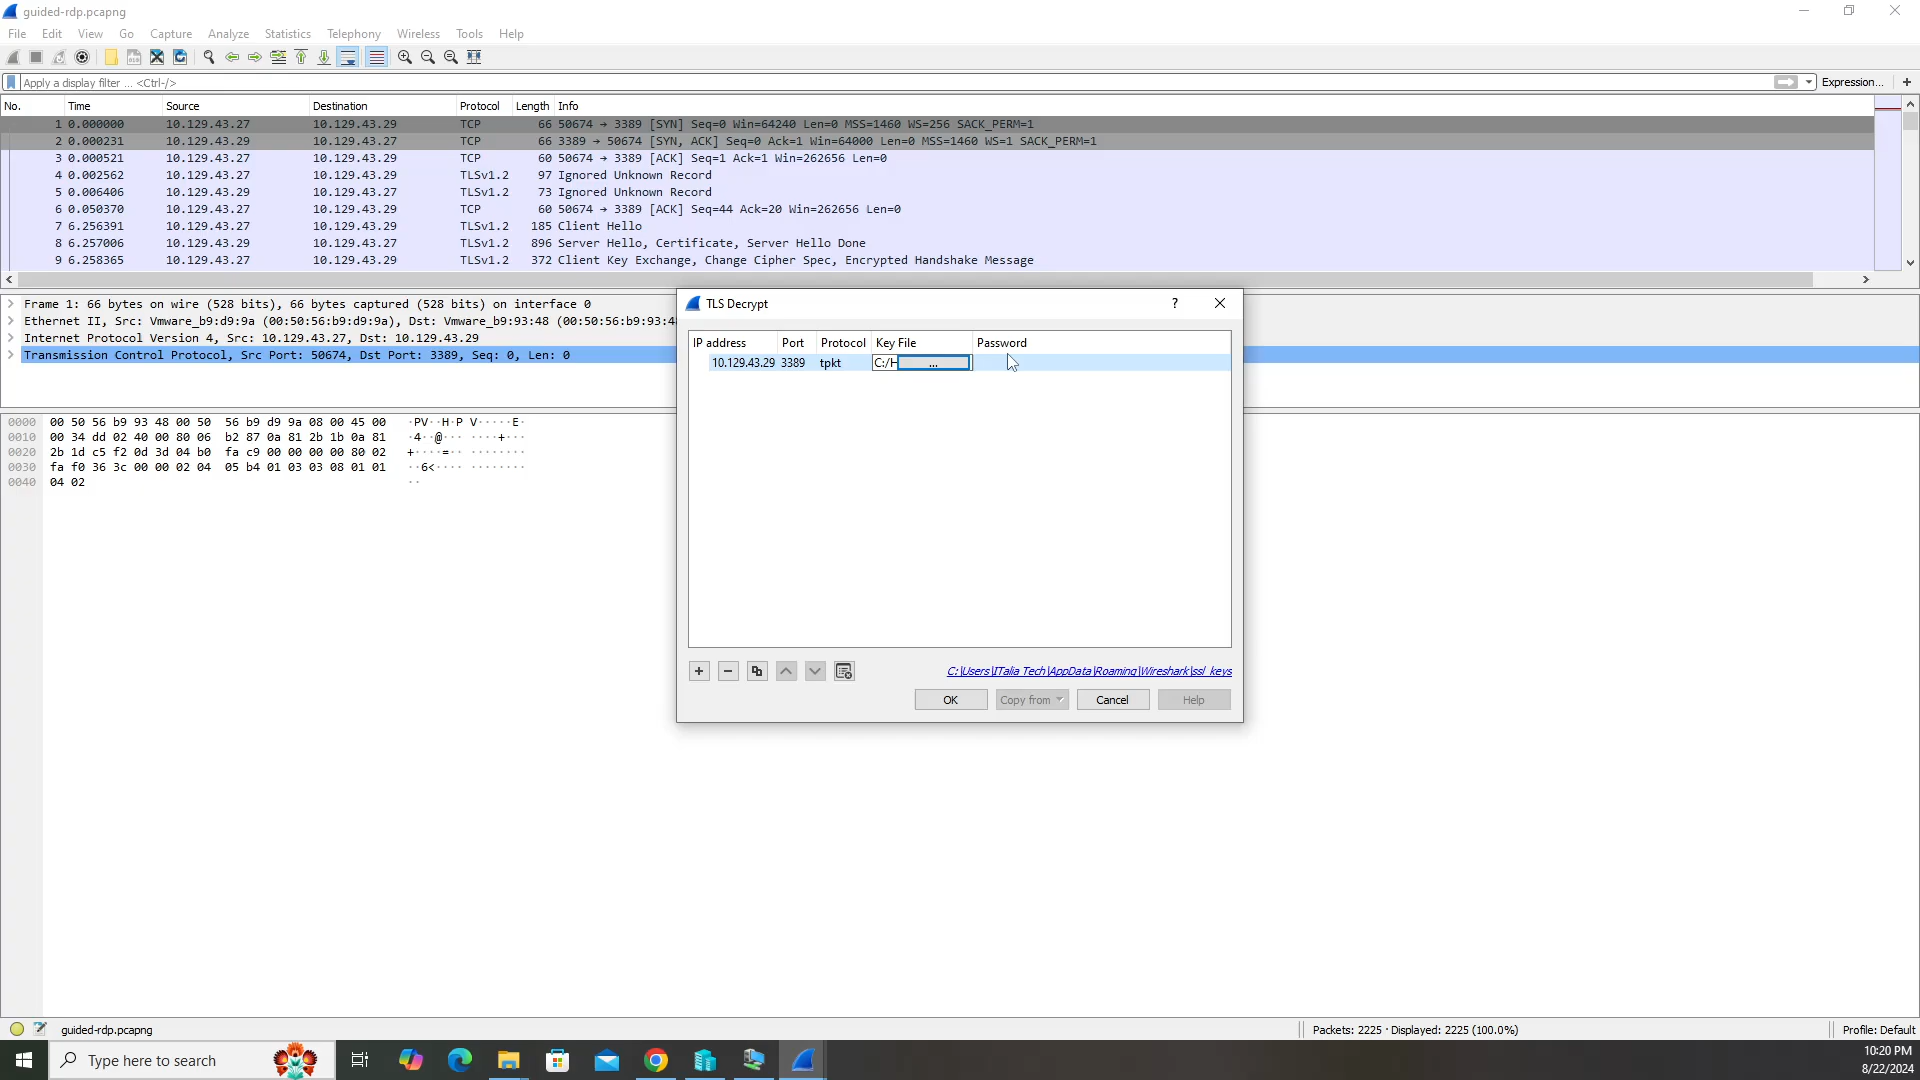 guided-rdp.pcapng
File Edit View Go Capture Analyze Statistics Telephony Wireless Tools Help
Apply a display filter ... <Ctrl-/> Expression... +
No. Time Source Destination Protocol Length Info
1 0.000000 10.129.43.27 10.129.43.29 TCP 66 50674 → 3389 [SYN] Seq=0 Win=64240 Len=0 MSS=1460 WS=256 SACK_PERM=1
2 0.000231 10.129.43.29 10.129.43.27 TCP 66 3389 → 50674 [SYN, ACK] Seq=0 Ack=1 Win=64000 Len=0 MSS=1460 WS=1 SACK_PERM=1
3 0.000521 10.129.43.27 10.129.43.29 TCP 60 50674 → 3389 [ACK] Seq=1 Ack=1 Win=262656 Len=0
4 0.002562 10.129.43.27 10.129.43.29 TLSv1.2 97 Ignored Unknown Record
5 0.006406 10.129.43.29 10.129.43.27 TLSv1.2 73 Ignored Unknown Record
6 0.050370 10.129.43.27 10.129.43.29 TCP 60 50674 → 3389 [ACK] Seq=44 Ack=20 Win=262656 Len=0
7 6.256391 10.129.43.27 10.129.43.29 TLSv1.2 185 Client Hello
8 6.257006 10.129.43.29 10.129.43.27 TLSv1.2 896 Server Hello, Certificate, Server Hello Done
9 6.258365 10.129.43.27 10.129.43.29 TLSv1.2 372 Client Key Exchange, Change Cipher Spec, Encrypted Handshake Message
Frame 1: 66 bytes on wire (528 bits), 66 bytes captured (528 bits) on interface 0
Ethernet II, Src: Vmware_b9:d9:9a (00:50:56:b9:d9:9a), Dst: Vmware_b9:93:48 (00:50:56:b9:93:4
Internet Protocol Version 4, Src: 10.129.43.27, Dst: 10.129.43.29
Transmission Control Protocol, Src Port: 50674, Dst Port: 3389, Seq: 0, Len: 0
0000 00 50 56 b9 93 48 00 50 56 b9 d9 9a 08 00 45 00 ·PV··H·P V·····E·
0010 00 34 dd 02 40 00 80 06 b2 87 0a 81 2b 1b 0a 81 ·4··@··· ····+···
0020 2b 1d c5 f2 0d 3d 04 b0 fa c9 00 00 00 00 80 02 +····=·· ········
0030 fa f0 36 3c 00 00 02 04 05 b4 01 03 03 08 01 01 ··6<···· ········
0040 04 02 ··
TLS Decrypt ?
IP address Port Protocol Key File Password
10.129.43.29 3389 tpkt C:/H ...
C:\Users\ITalia Tech\AppData\Roaming\Wireshark\ssl_keys
OK Copy from Cancel Help
guided-rdp.pcapng
Packets: 2225 · Displayed: 2225 (100.0%)
Profile: Default
Type here to search
10:20 PM
8/22/2024